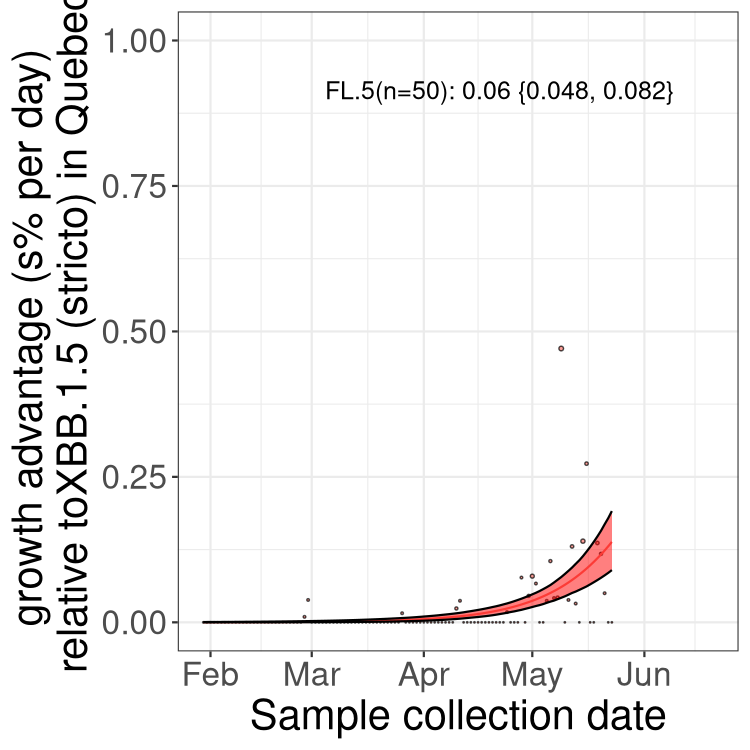 growth advantage (s% per day)
relative toXBB.1.5 (stricto) in Quebec
1.00
0.75
0.50
0.25
0.00
FL.5(n=50): 0.06 {0.048, 0.082}
Feb Mar Apr May Jun
Sample collection date